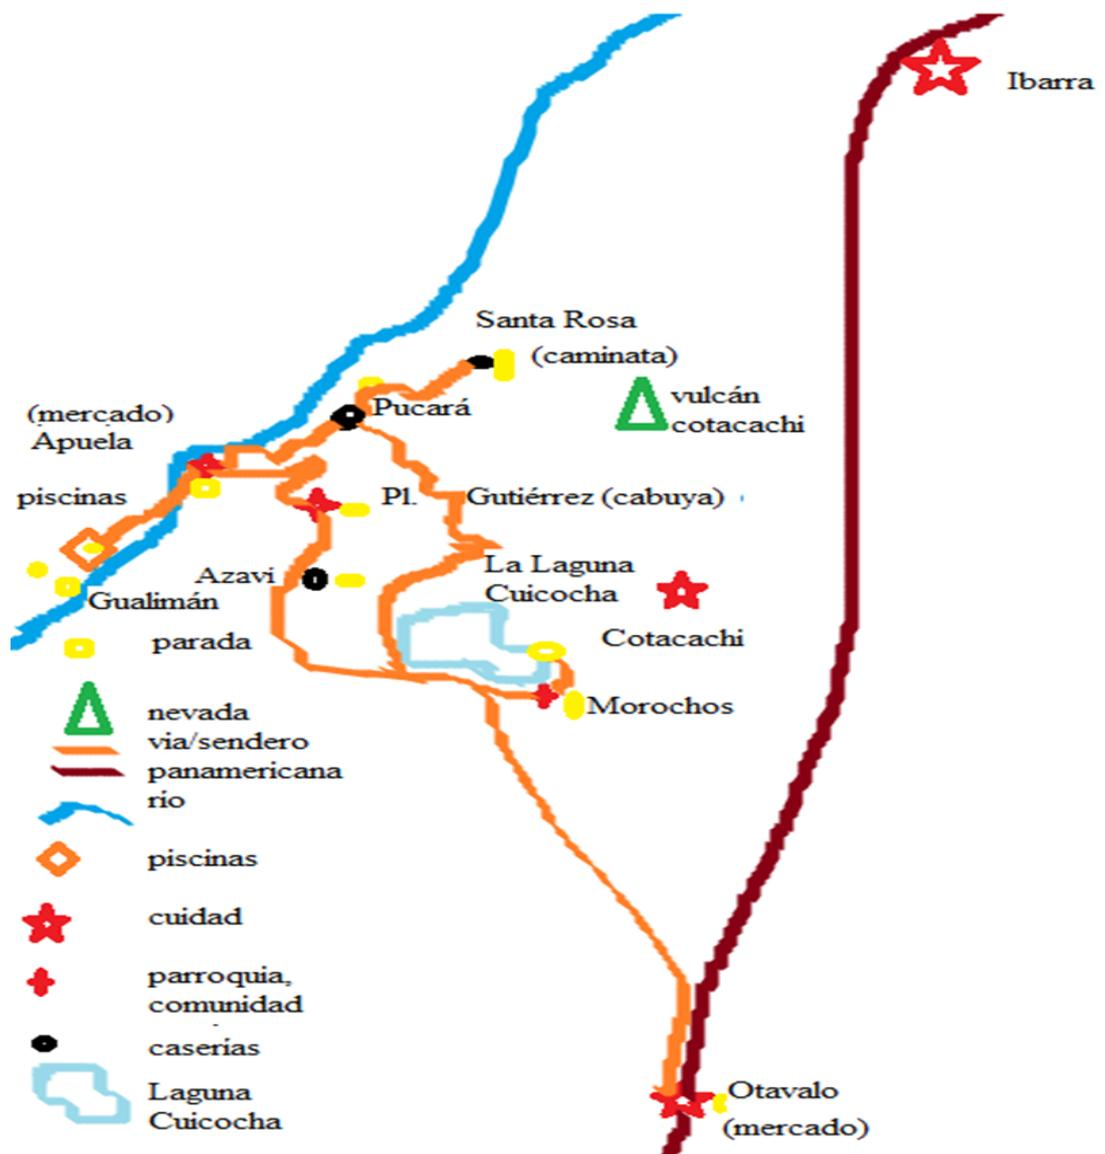 Ibarra
Santa Rosa
(caminata)
vulcán
cotacachi
Pucará
(mercado)
Apuela
piscinas
Pl. Gutiérrez (cabuya)
La Laguna
Cuicocha
Azavi
Gualimán
Cotacachi
parada
Morochos
nevada
via/sendero
panamericana
rio
piscinas
cuidad
parroquia,
comunidad
caserias
Laguna
Cuicocha
Otavalo
(mercado)